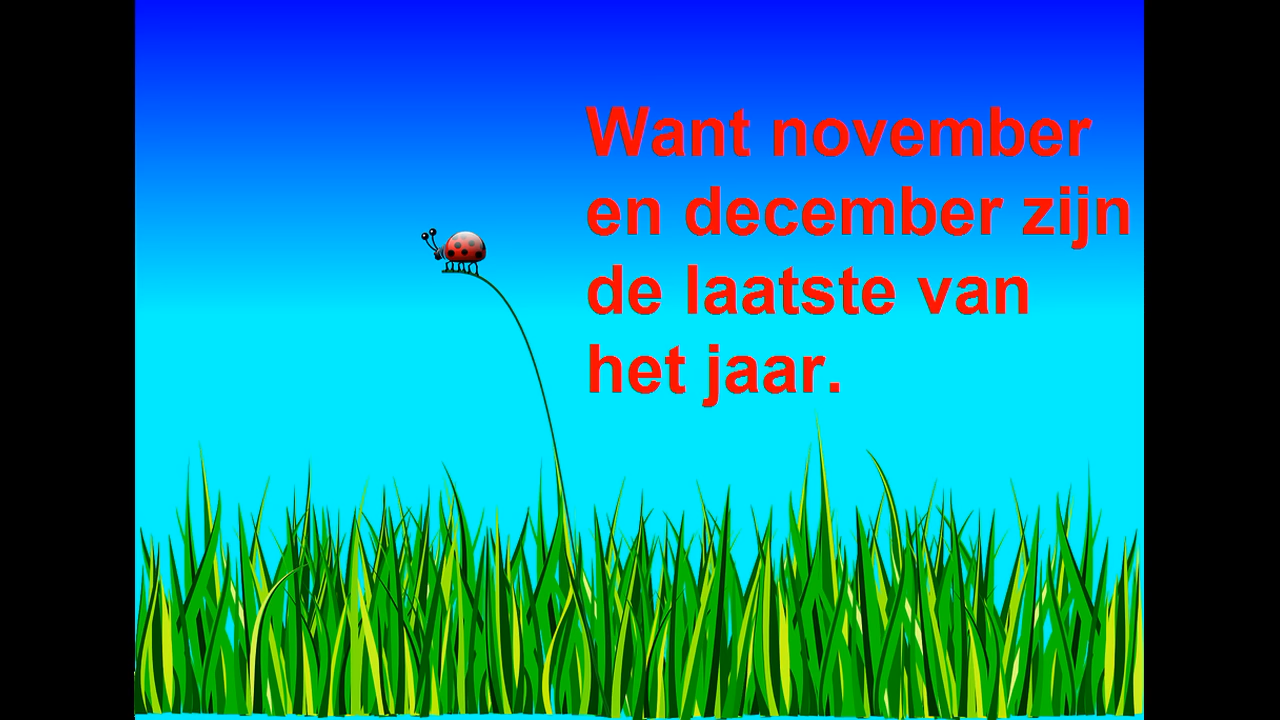 Want november
en december zijn
de laatste van
het jaar.